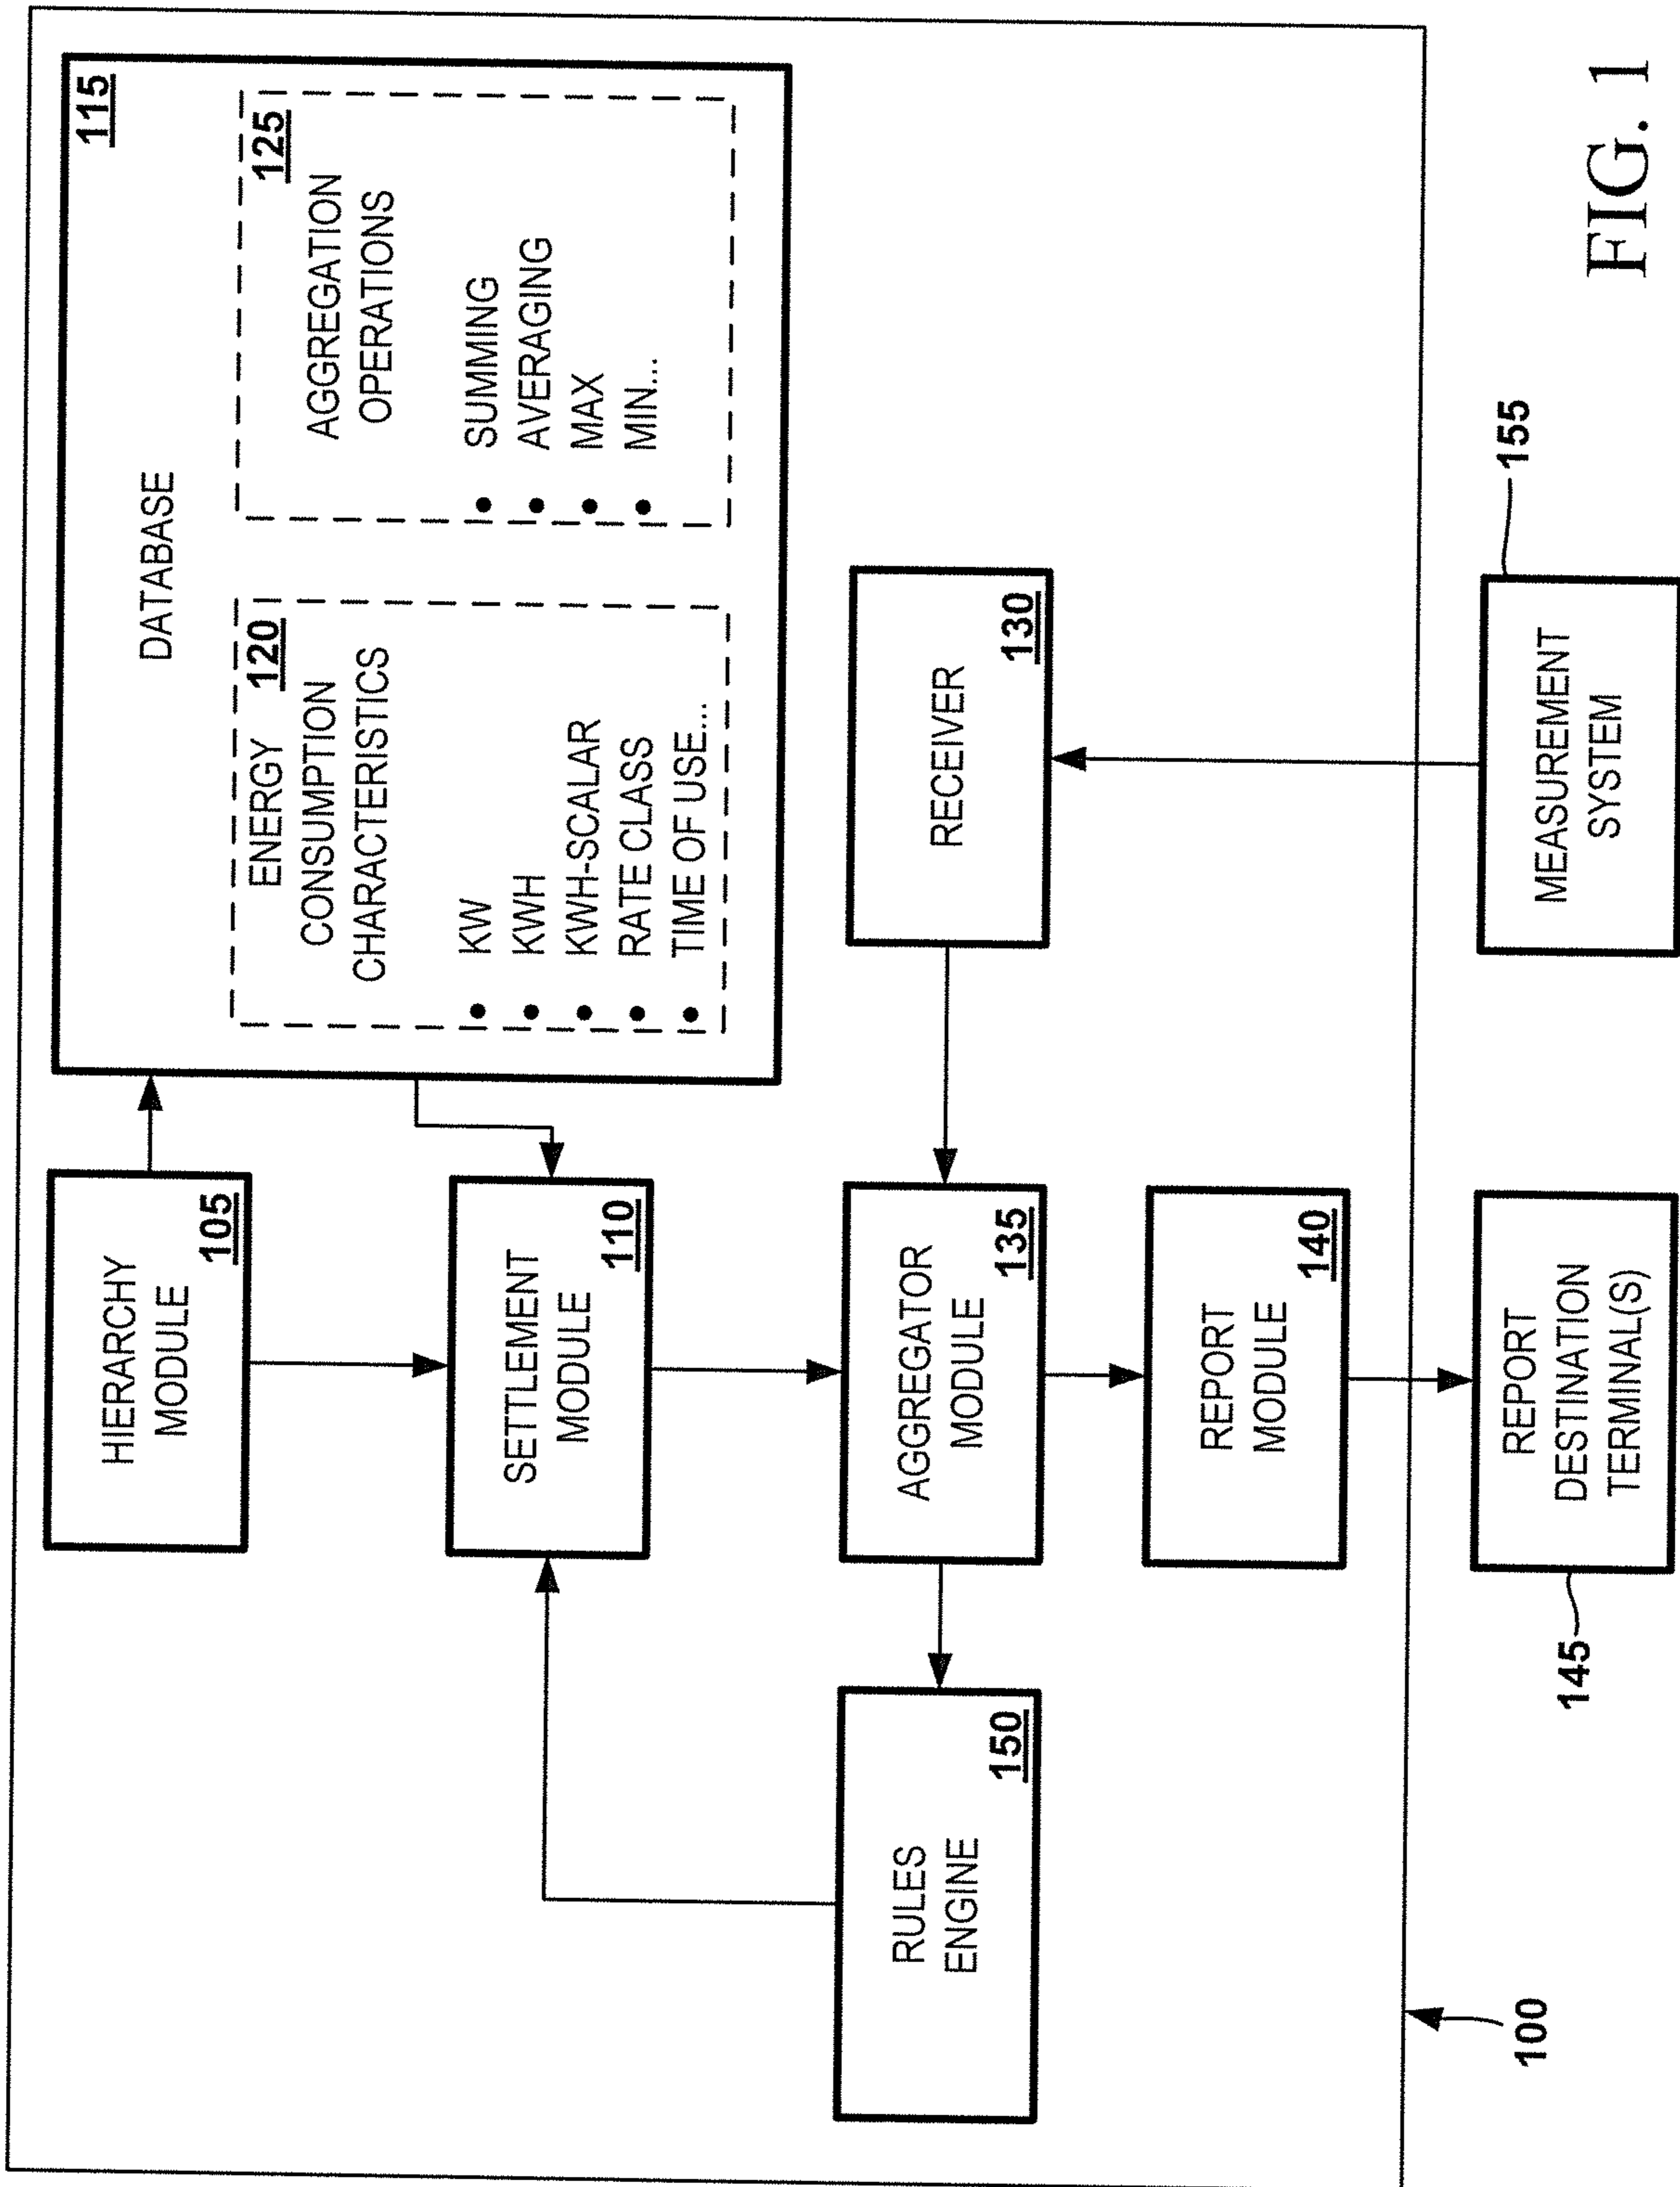 115
DATABASE
ENERGY 120
CONSUMPTION
CHARACTERISTICS
• KW
• KWH
• KWH-SCALAR
• RATE CLASS
• TIME OF USE...
125
AGGREGATION
OPERATIONS
• SUMMING
• AVERAGING
• MAX
• MIN...
HIERARCHY
MODULE
105
SETTLEMENT
MODULE
110
RULES
ENGINE
150
AGGREGATOR
MODULE
135
RECEIVER
130
REPORT
MODULE
140
100
145
REPORT
DESTINATION
TERMINAL(S)
MEASUREMENT
SYSTEM
155
FIG. 1